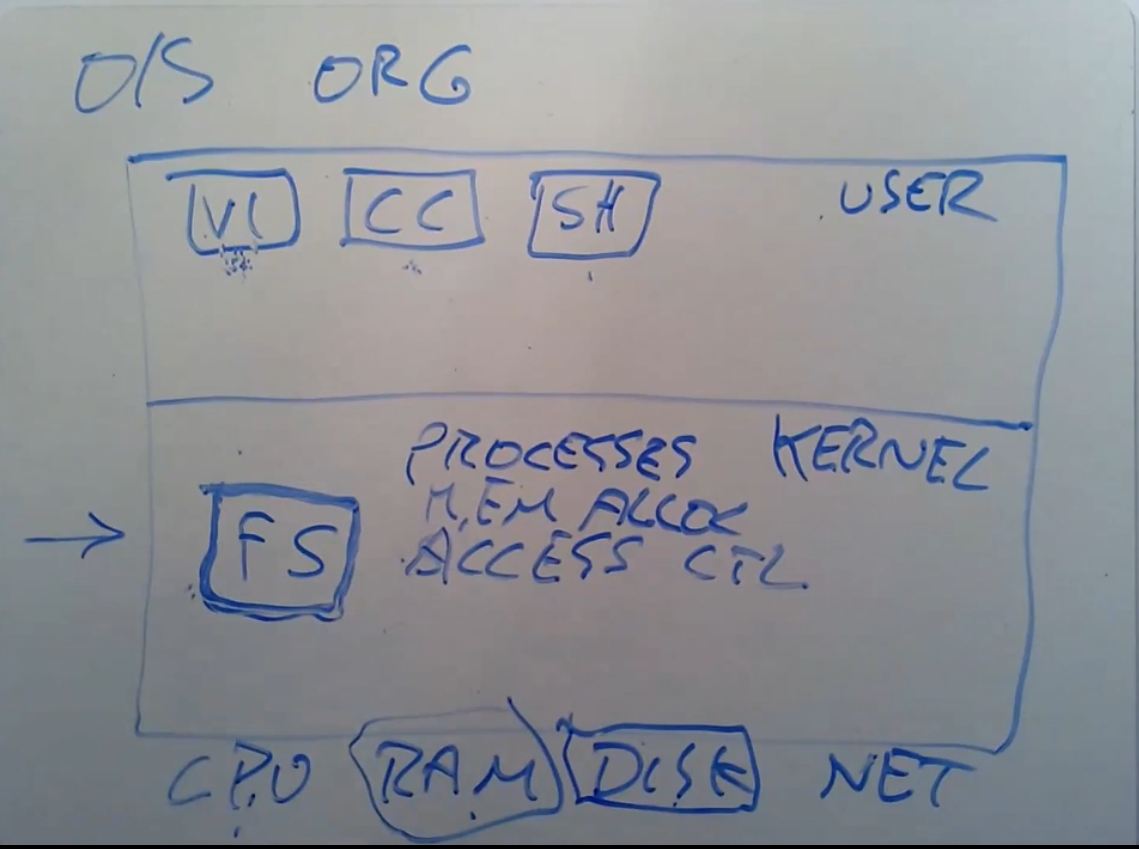 O/S ORG
VI CC SH USER
PROCESSES KERNEL
MEM ALLOC
FS ACCESS CTL
CPU RAM DISK NET